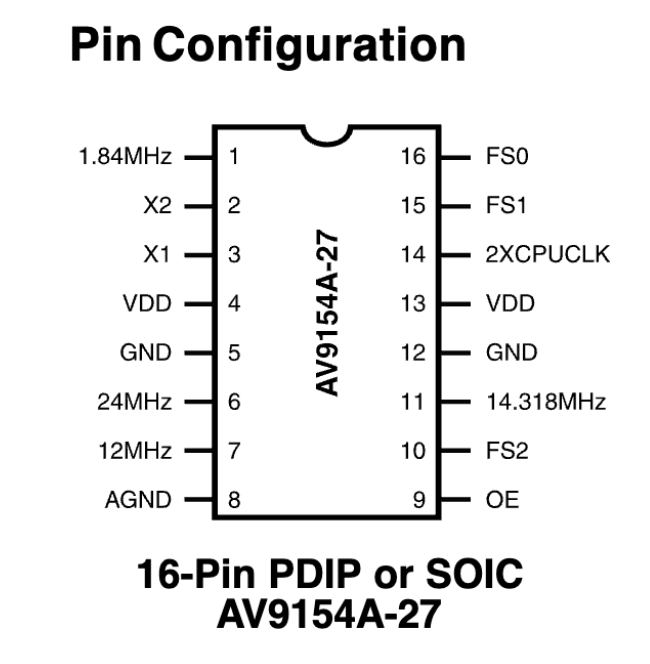 Pin Configuration
1.84MHz 1 16 FS0
X2 2 15 FS1
X1 3 14 2XCPUCLK
VDD 4 13 VDD
GND 5 12 GND
24MHz 6 11 14.318MHz
12MHz 7 10 FS2
AGND 8 9 OE
AV9154A-27
16-Pin PDIP or SOIC
AV9154A-27